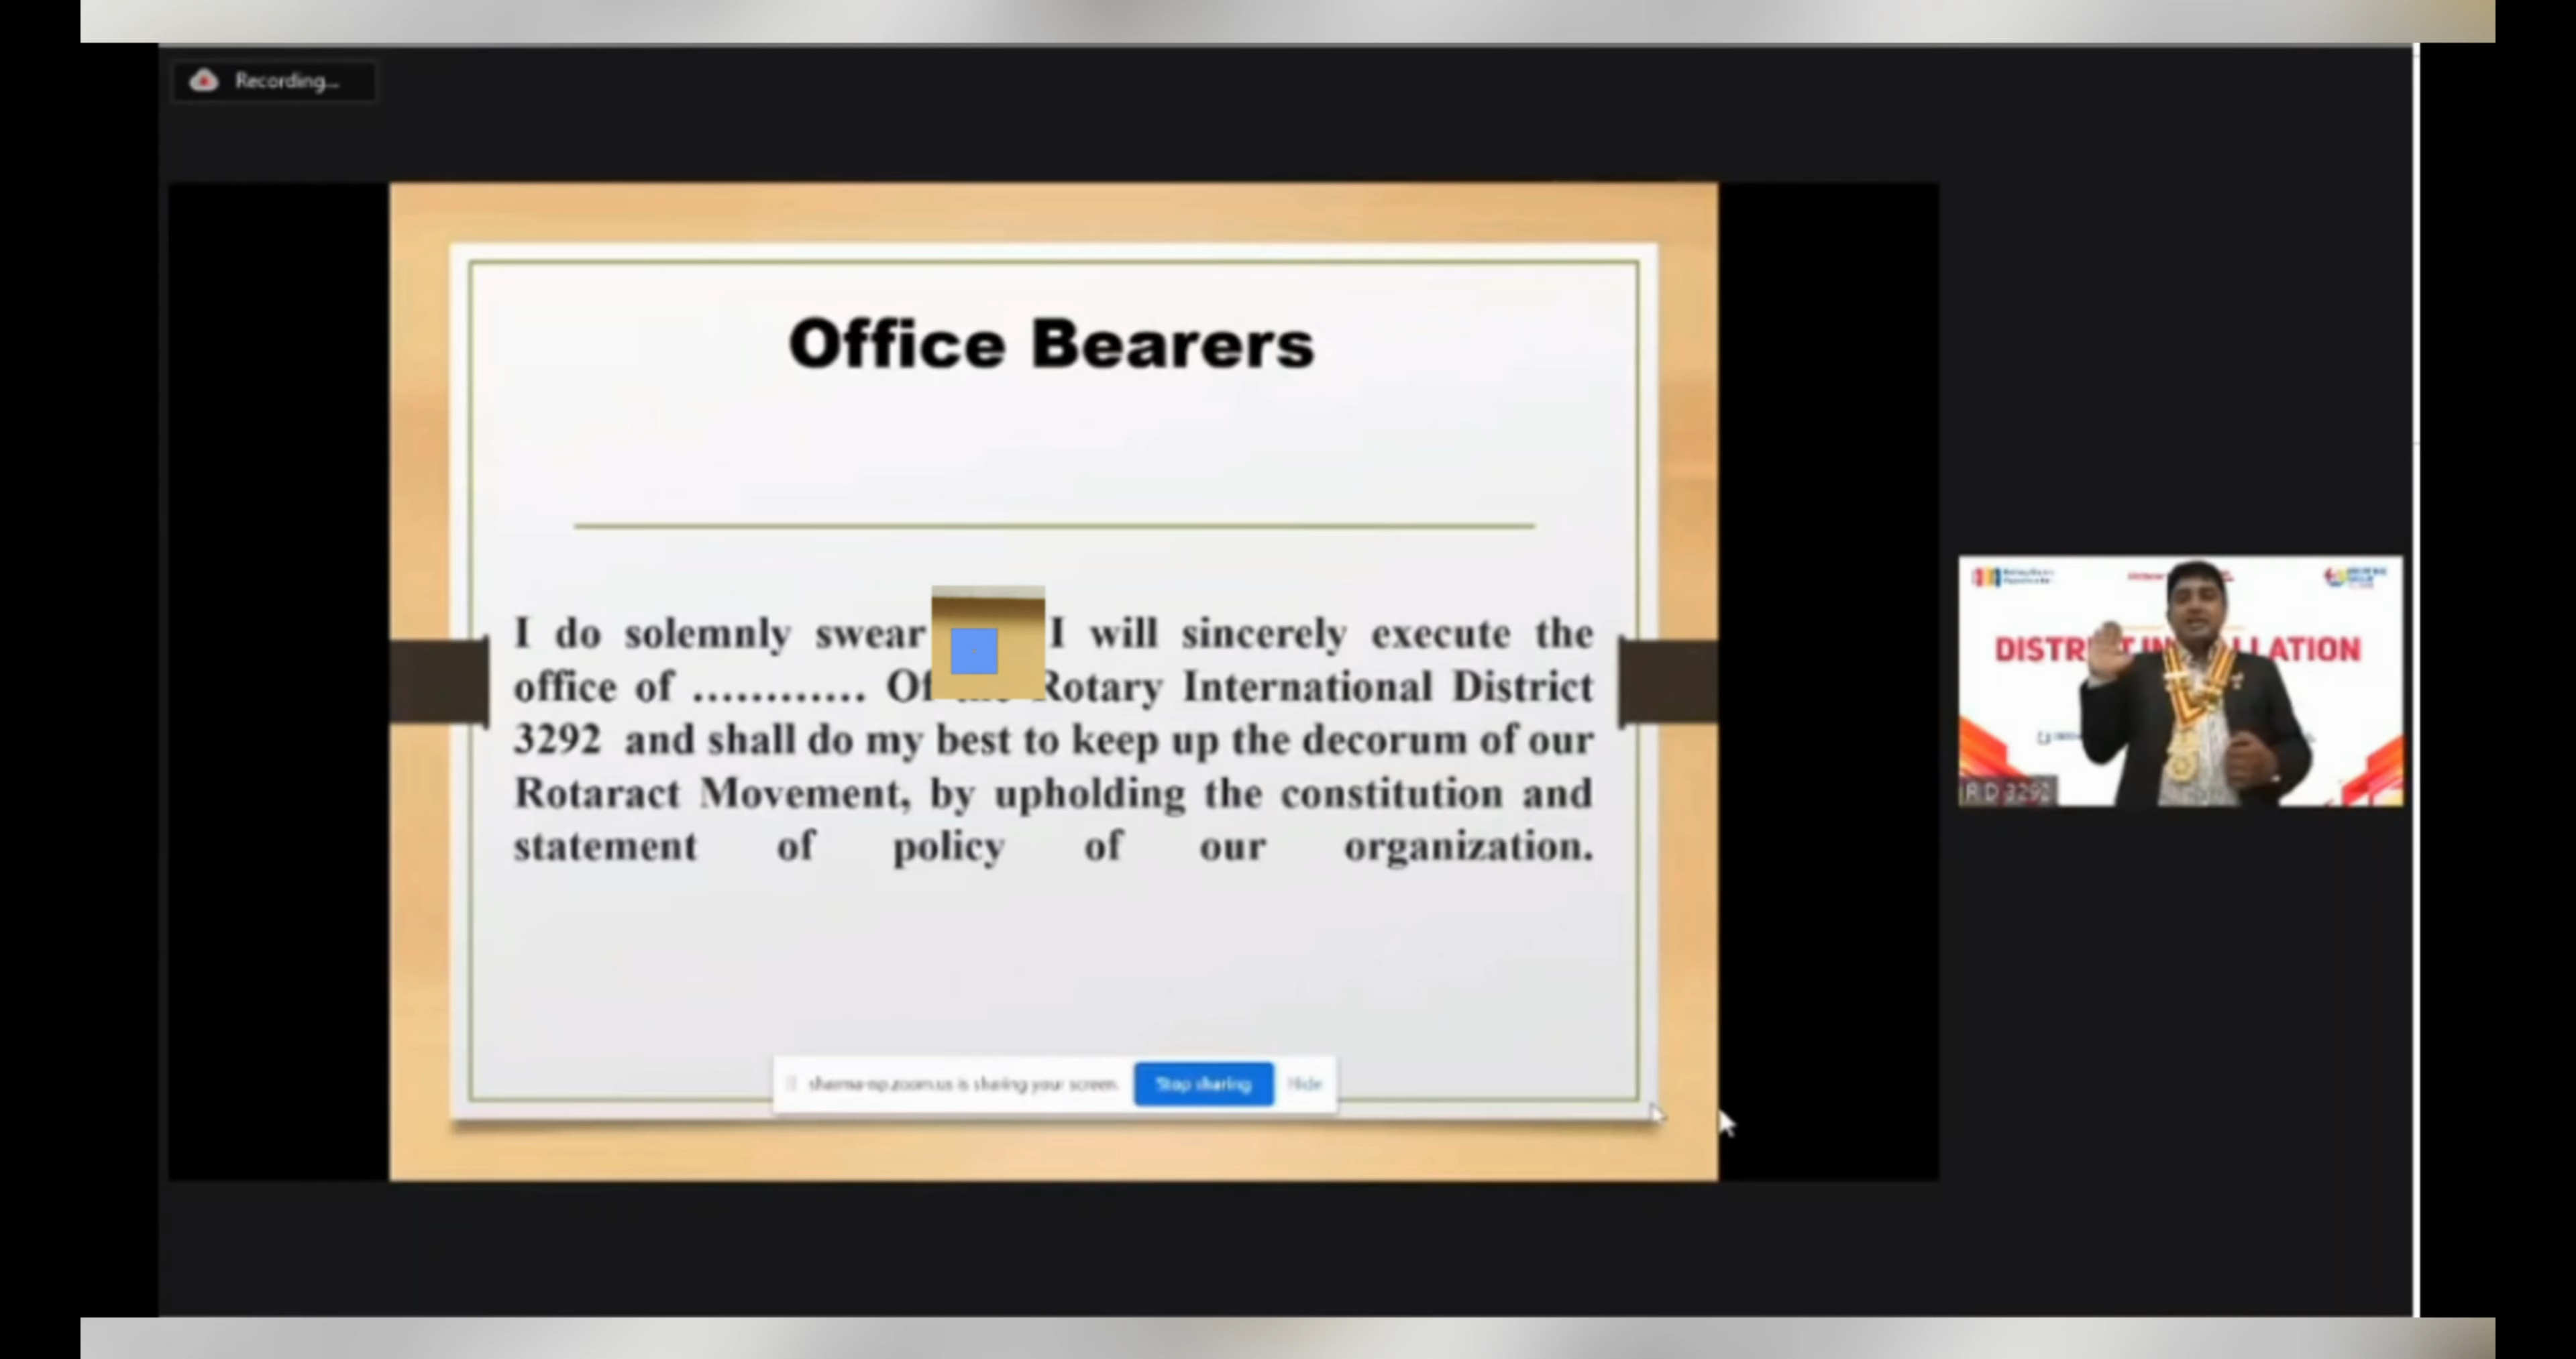 Recording...
Office Bearers
I do solemnly swear I will sincerely execute the
office of ............ Of the Rotary International District
3292 and shall do my best to keep up the decorum of our
Rotaract Movement, by upholding the constitution and
statement of policy of our organization.
is sharing your screen. Stop sharing Hide
DISTR INS LLATION
R D 3292